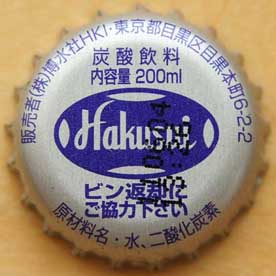 販売者(株)博水社HKI・東京都目黒区目黒本町6-2-2
炭酸飲料
内容量 200ml
Hakusui
ビン返却に
ご協力下さい
原材料名・水、二酸化炭素